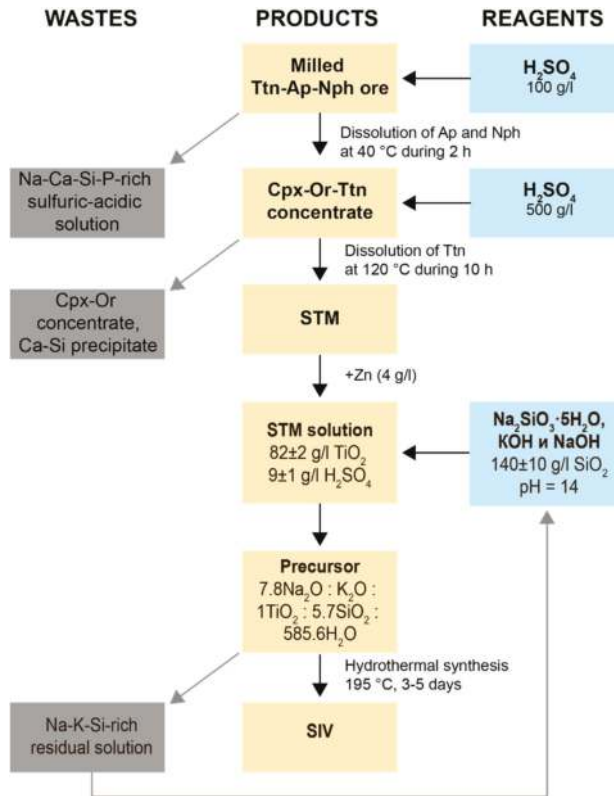 WASTES
PRODUCTS
REAGENTS
Milled
Ttn-Ap-Nph ore
H₂SO₄
100 g/l
Dissolution of Ap and Nph
at 40 °C during 2 h
Na-Ca-Si-P-rich
sulfuric-acidic
solution
Cpx-Or-Ttn
concentrate
H₂SO₄
500 g/l
Dissolution of Ttn
at 120 °C during 10 h
Cpx-Or
concentrate,
Ca-Si precipitate
STM
+Zn (4 g/l)
STM solution
82±2 g/l TiO₂
9±1 g/l H₂SO₄
Na₂SiO₃·5H₂O,
КОН и NaOH
140±10 g/l SiO₂
pH = 14
Precursor
7.8Na₂O : K₂O :
1TiO₂ : 5.7SiO₂ :
585.6H₂O
Hydrothermal synthesis
195 °C, 3-5 days
Na-K-Si-rich
residual solution
SIV